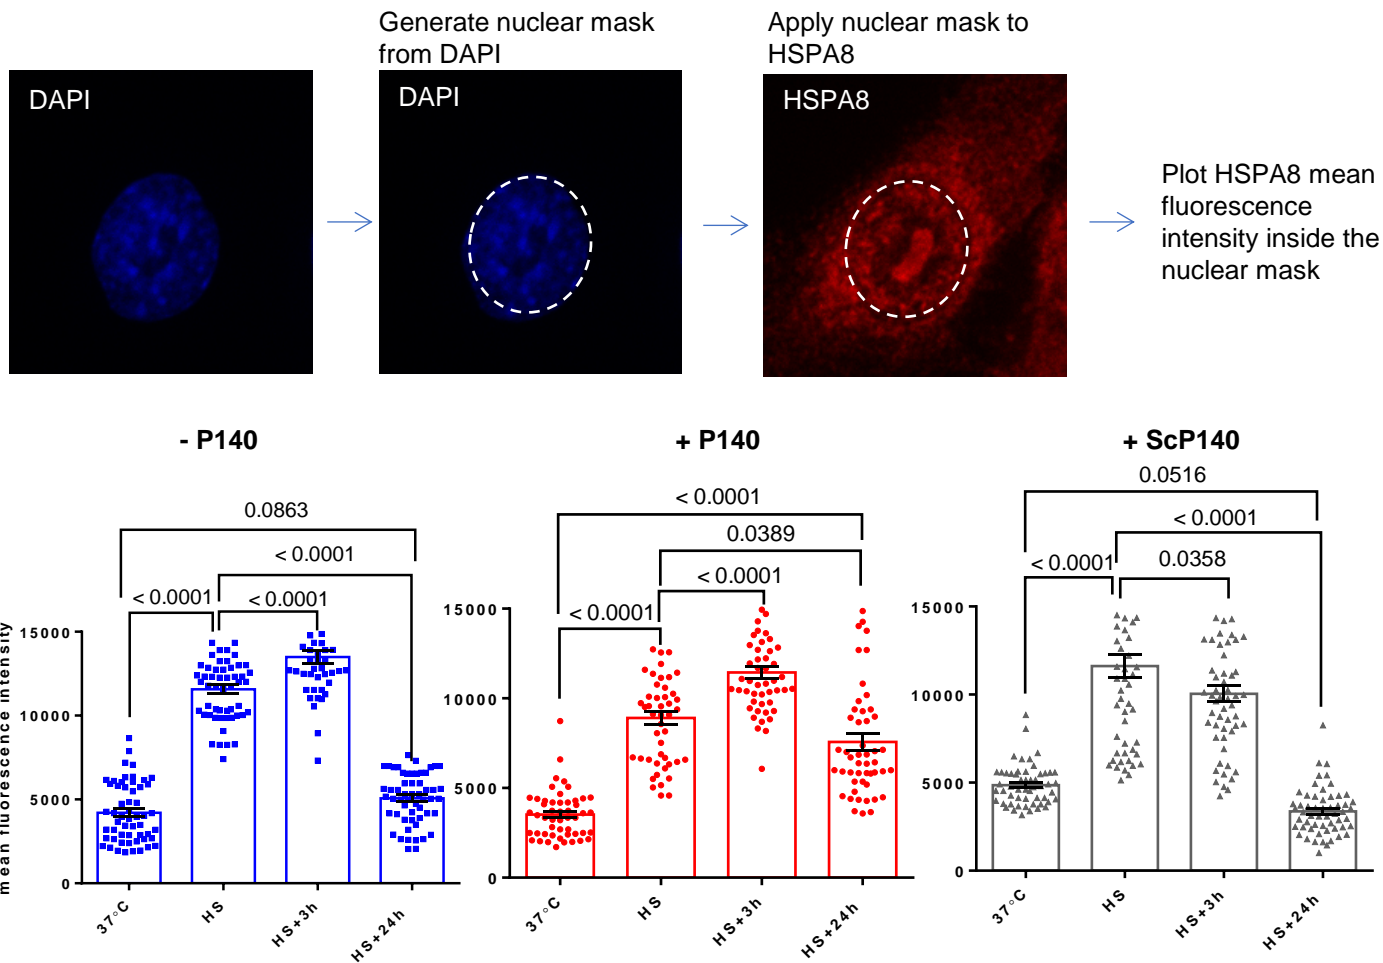 Generate nuclear mask
from DAPI
Apply nuclear mask to
HSPA8
DAPI
DAPI
HSPA8
Plot HSPA8 mean
fluorescence
intensity inside the
nuclear mask
- P140
+ P140
+ ScP140
0.0863
< 0.0001
< 0.0001
< 0.0001
mean fluorescence intensity
15000
10000
5000
0
37°C
HS
HS+3h
HS+24h
< 0.0001
0.0389
< 0.0001
< 0.0001
15000
10000
5000
0
37°C
HS
HS+3h
HS+24h
0.0516
< 0.0001
< 0.0001
0.0358
15000
10000
5000
0
37°C
HS
HS+3h
HS+24h